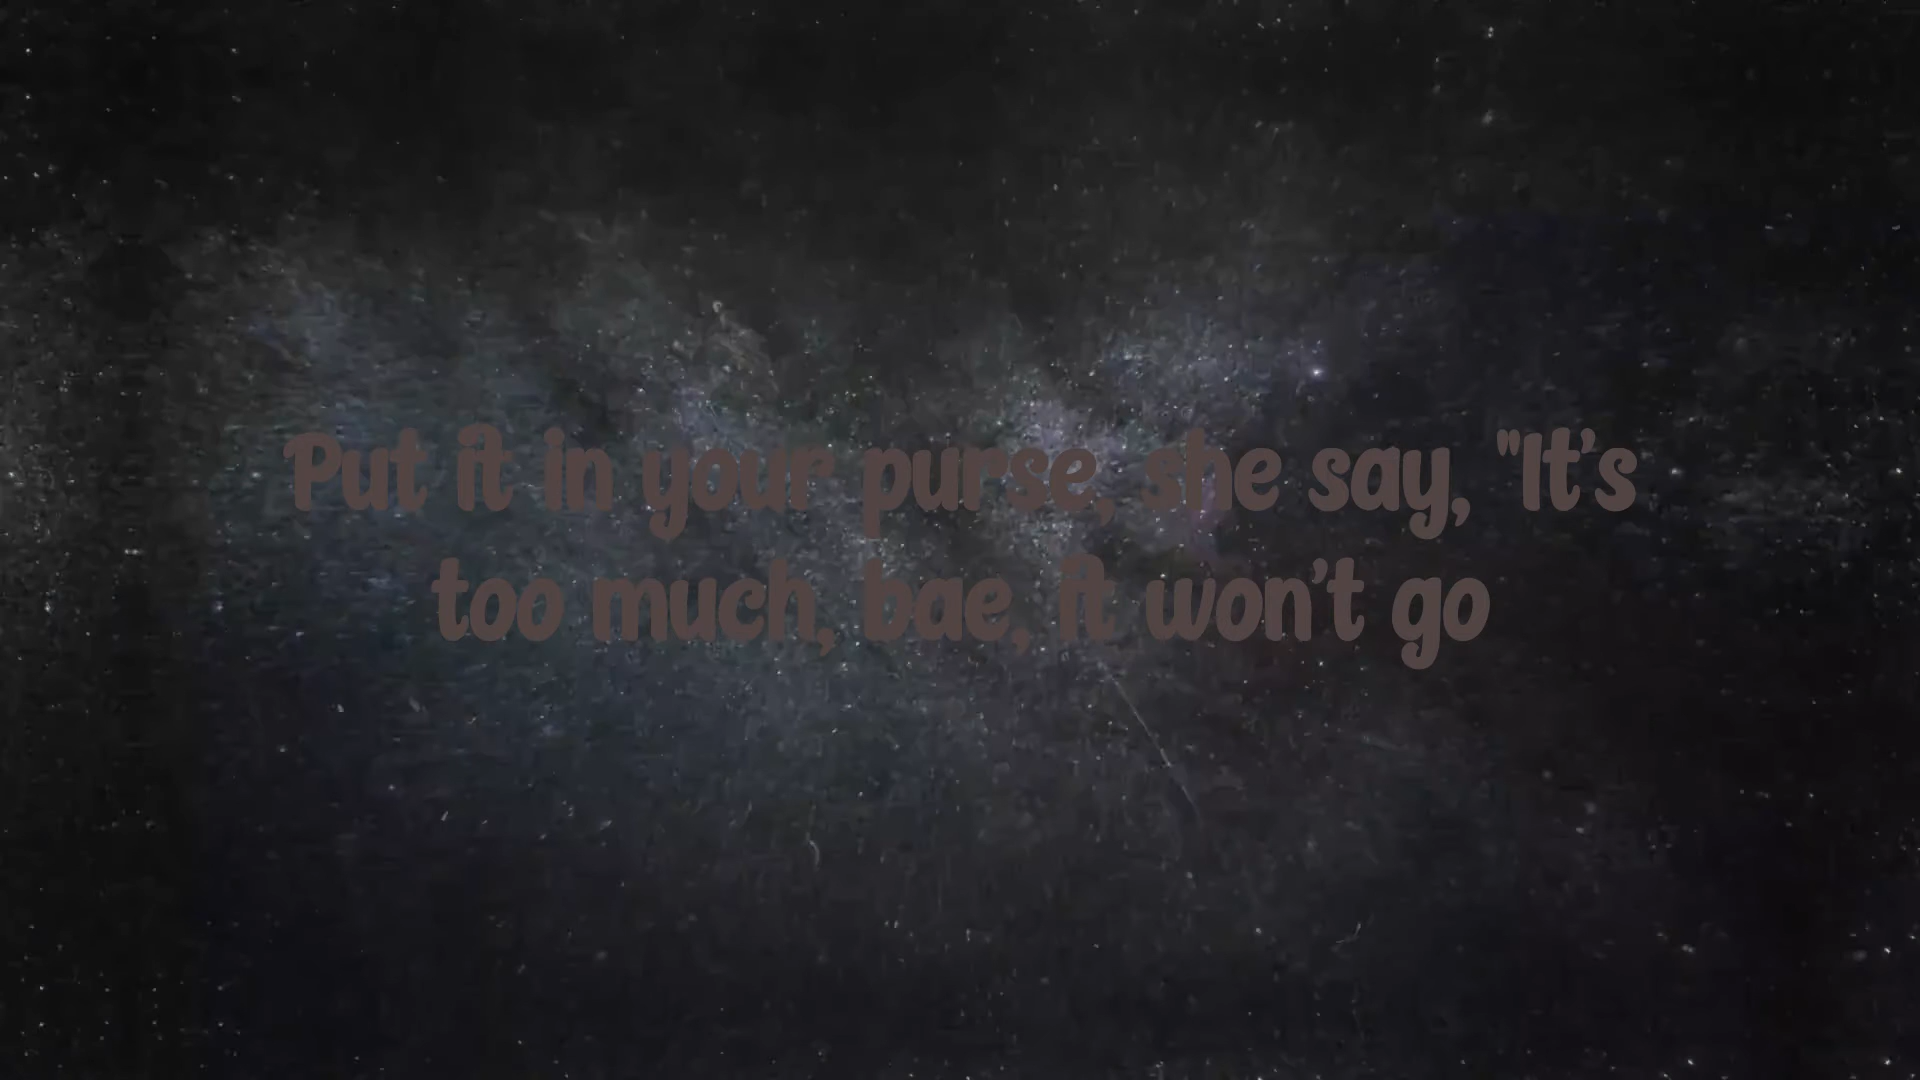 Put it in your purse, she say, "It's
too much, bae, it won't go